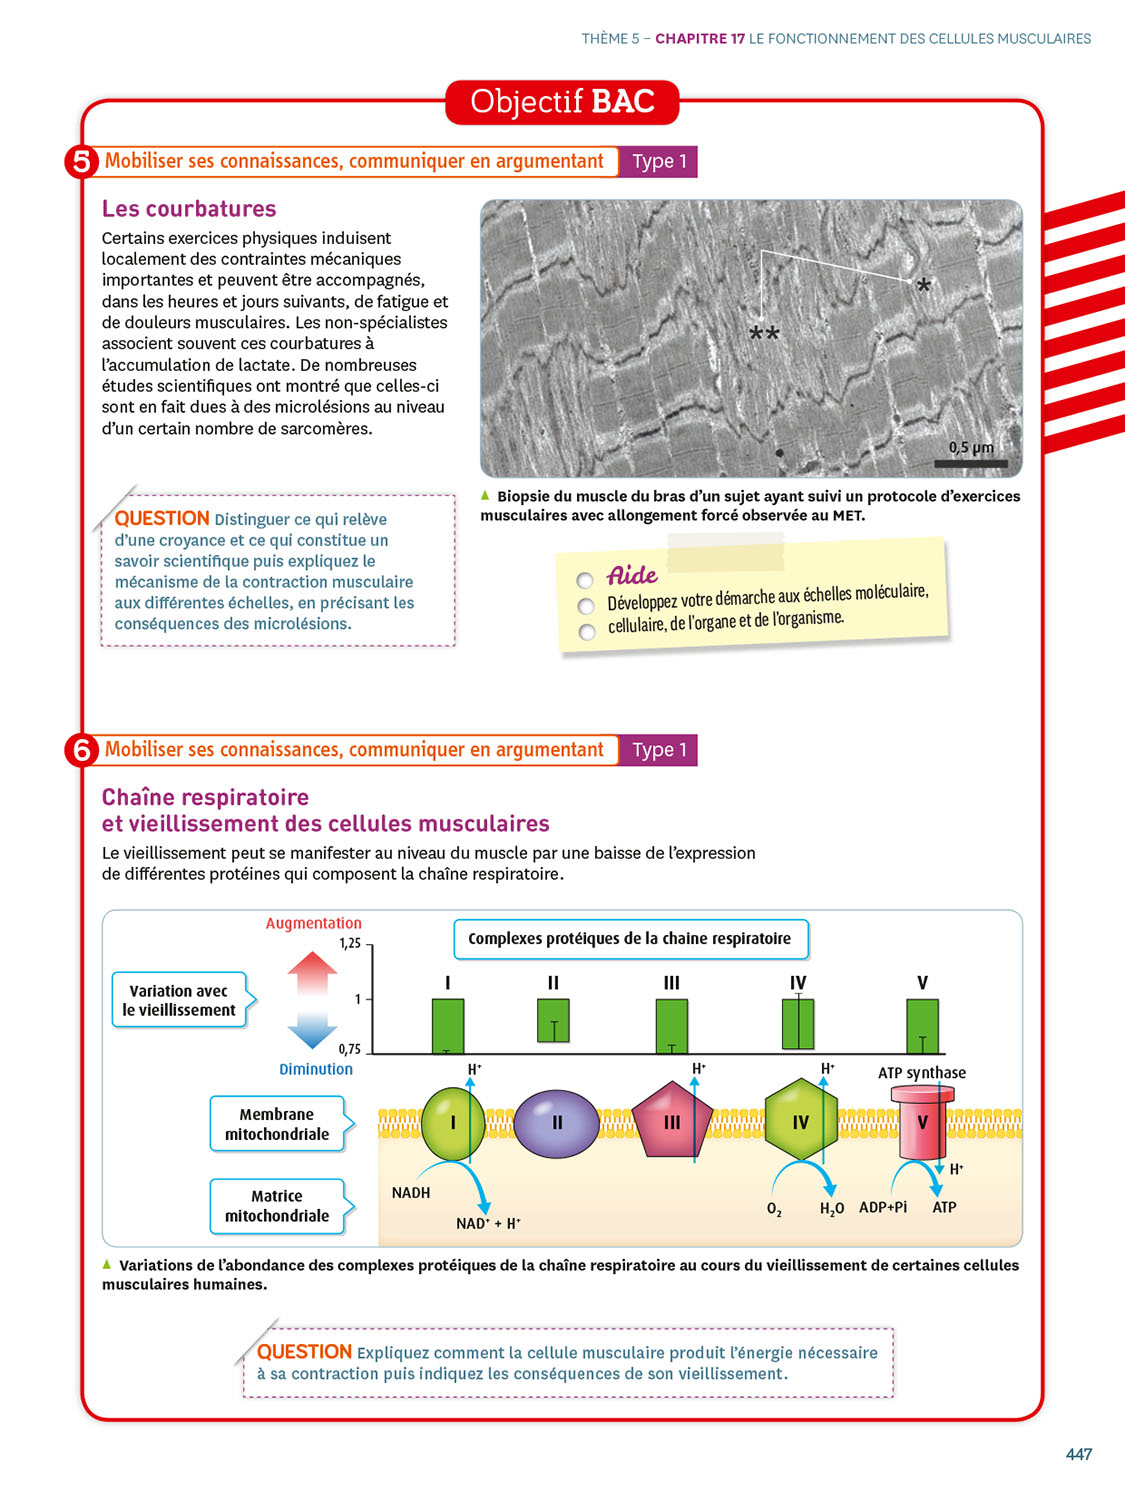 THÈME 5 – CHAPITRE 17 LE FONCTIONNEMENT DES CELLULES MUSCULAIRES
Objectif BAC
5 Mobiliser ses connaissances, communiquer en argumentant Type 1
Les courbatures
Certains exercices physiques induisent
localement des contraintes mécaniques
importantes et peuvent être accompagnés,
dans les heures et jours suivants, de fatigue et
de douleurs musculaires. Les non-spécialistes
associent souvent ces courbatures à
l'accumulation de lactate. De nombreuses
études scientifiques ont montré que celles-ci
sont en fait dues à des microlésions au niveau
d'un certain nombre de sarcomères.
*
**
0,5 µm
▲ Biopsie du muscle du bras d'un sujet ayant suivi un protocole d'exercices
musculaires avec allongement forcé observée au MET.
QUESTION Distinguer ce qui relève
d'une croyance et ce qui constitue un
savoir scientifique puis expliquez le
mécanisme de la contraction musculaire
aux différentes échelles, en précisant les
conséquences des microlésions.
Aide
Développez votre démarche aux échelles moléculaire,
cellulaire, de l'organe et de l'organisme.
6 Mobiliser ses connaissances, communiquer en argumentant Type 1
Chaîne respiratoire
et vieillissement des cellules musculaires
Le vieillissement peut se manifester au niveau du muscle par une baisse de l'expression
de différentes protéines qui composent la chaîne respiratoire.
Augmentation
1,25
Complexes protéiques de la chaine respiratoire
I II III IV V
Variation avec
le vieillissement
1
0,75
Diminution
H⁺ H⁺ H⁺ ATP synthase
Membrane
mitochondriale
I II III IV V
H⁺
Matrice
mitochondriale
NADH
NAD⁺ + H⁺
O₂ H₂O ADP+Pi ATP
▲ Variations de l'abondance des complexes protéiques de la chaîne respiratoire au cours du vieillissement de certaines cellules
musculaires humaines.
QUESTION Expliquez comment la cellule musculaire produit l'énergie nécessaire
à sa contraction puis indiquez les conséquences de son vieillissement.
447